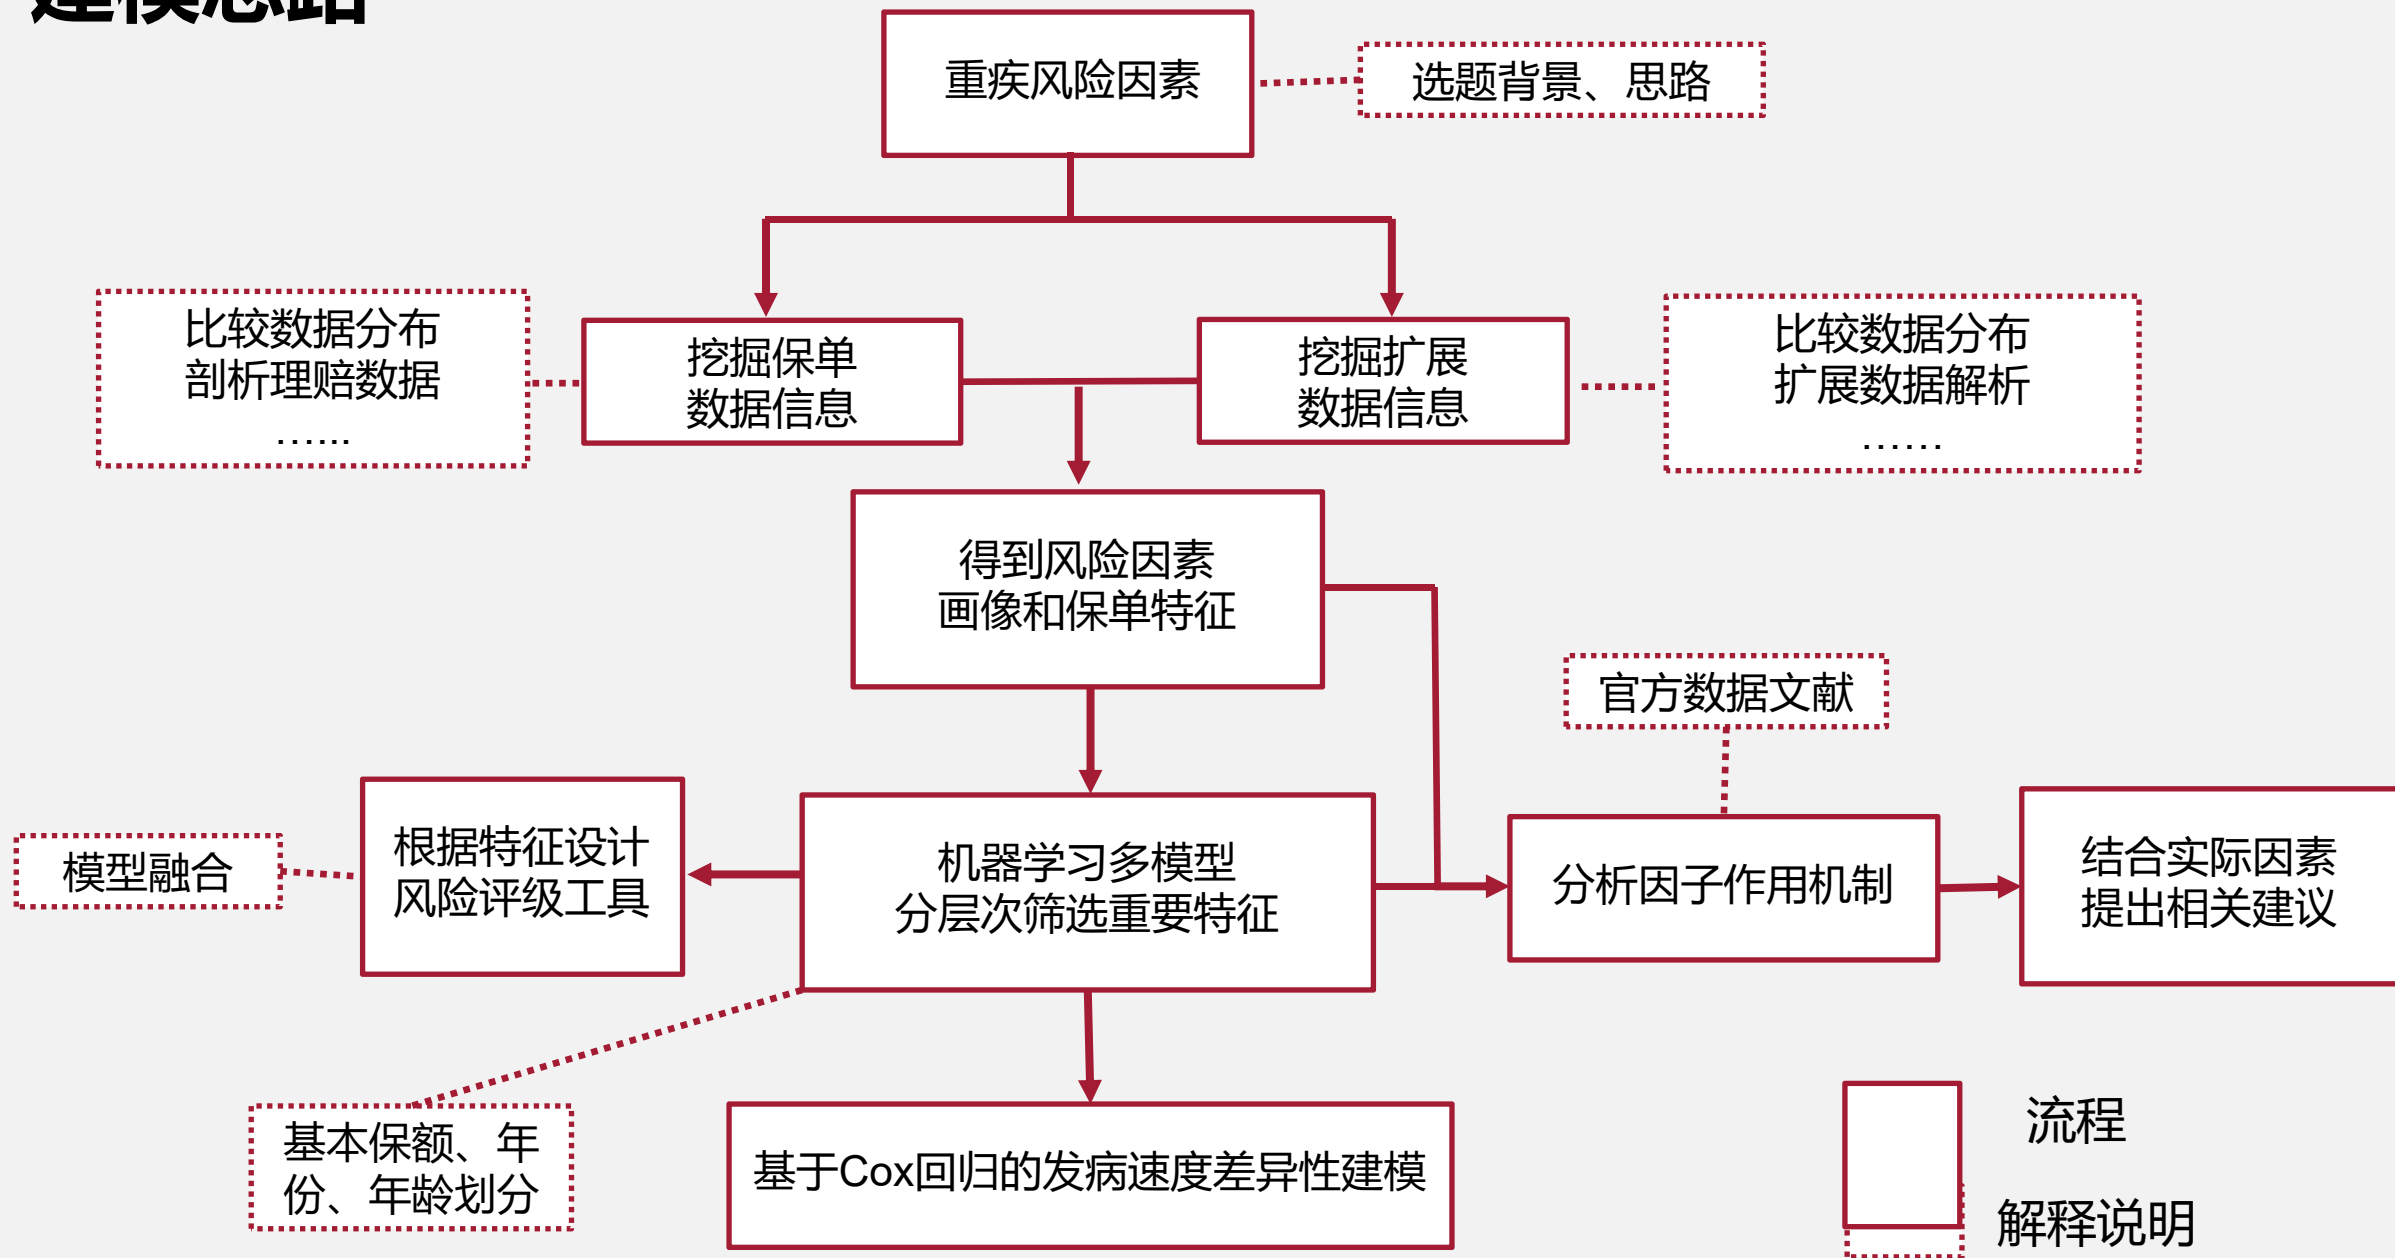 建模思路
重疾风险因素
选题背景、思路
比较数据分布
剖析理赔数据
……
挖掘保单
数据信息
挖掘扩展
数据信息
比较数据分布
扩展数据解析
……
得到风险因素
画像和保单特征
官方数据文献
模型融合
根据特征设计
风险评级工具
机器学习多模型
分层次筛选重要特征
分析因子作用机制
结合实际因素
提出相关建议
基本保额、年
份、年龄划分
基于Cox回归的发病速度差异性建模
流程
解释说明